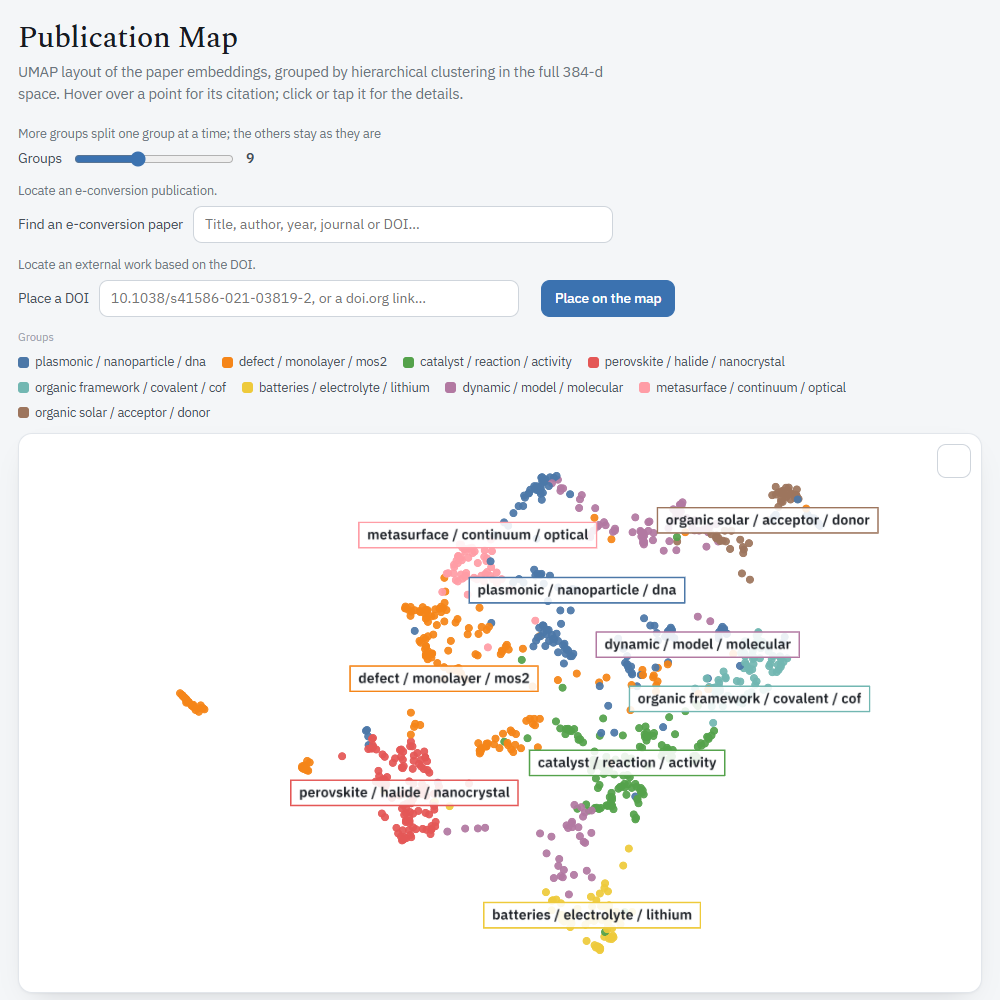 Publication Map
UMAP layout of the paper embeddings, grouped by hierarchical clustering in the full 384-d
space. Hover over a point for its citation; click or tap it for the details.
More groups split one group at a time; the others stay as they are
Groups 9
Locate an e-conversion publication.
Find an e-conversion paper Title, author, year, journal or DOI...
Locate an external work based on the DOI.
Place a DOI 10.1038/s41586-021-03819-2, or a doi.org link... Place on the map
Groups
plasmonic / nanoparticle / dna defect / monolayer / mos2 catalyst / reaction / activity perovskite / halide / nanocrystal
organic framework / covalent / cof batteries / electrolyte / lithium dynamic / model / molecular metasurface / continuum / optical
organic solar / acceptor / donor
organic solar / acceptor / donor
metasurface / continuum / optical
plasmonic / nanoparticle / dna
dynamic / model / molecular
defect / monolayer / mos2
organic framework / covalent / cof
catalyst / reaction / activity
perovskite / halide / nanocrystal
batteries / electrolyte / lithium